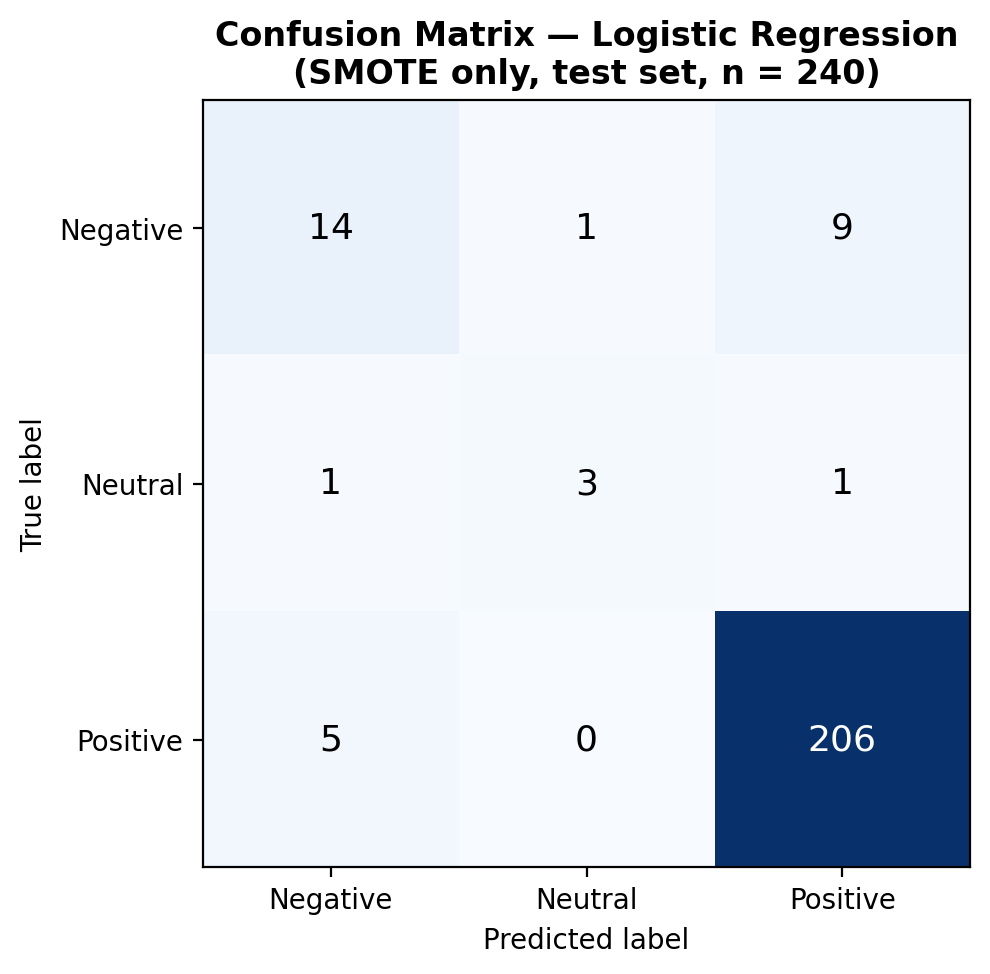 Confusion Matrix — Logistic Regression
(SMOTE only, test set, n = 240)
True label
Negative 14 1 9
Neutral 1 3 1
Positive 5 0 206
Negative Neutral Positive
Predicted label